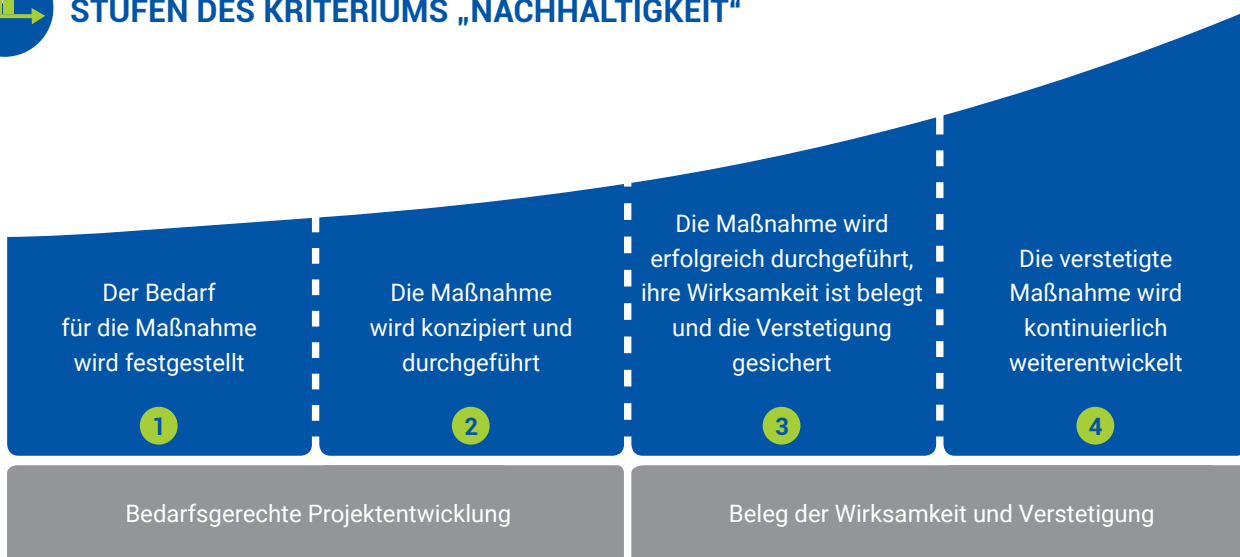 STUFEN DES KRITERIUMS „NACHHALTIGKEIT“
Der Bedarf
für die Maßnahme
wird festgestellt
1
Die Maßnahme
wird konzipiert und
durchgeführt
2
Die Maßnahme wird
erfolgreich durchgeführt,
ihre Wirksamkeit ist belegt
und die Verstetigung
gesichert
3
Die verstetigte
Maßnahme wird
kontinuierlich
weiterentwickelt
4
Bedarfsgerechte Projektentwicklung
Beleg der Wirksamkeit und Verstetigung